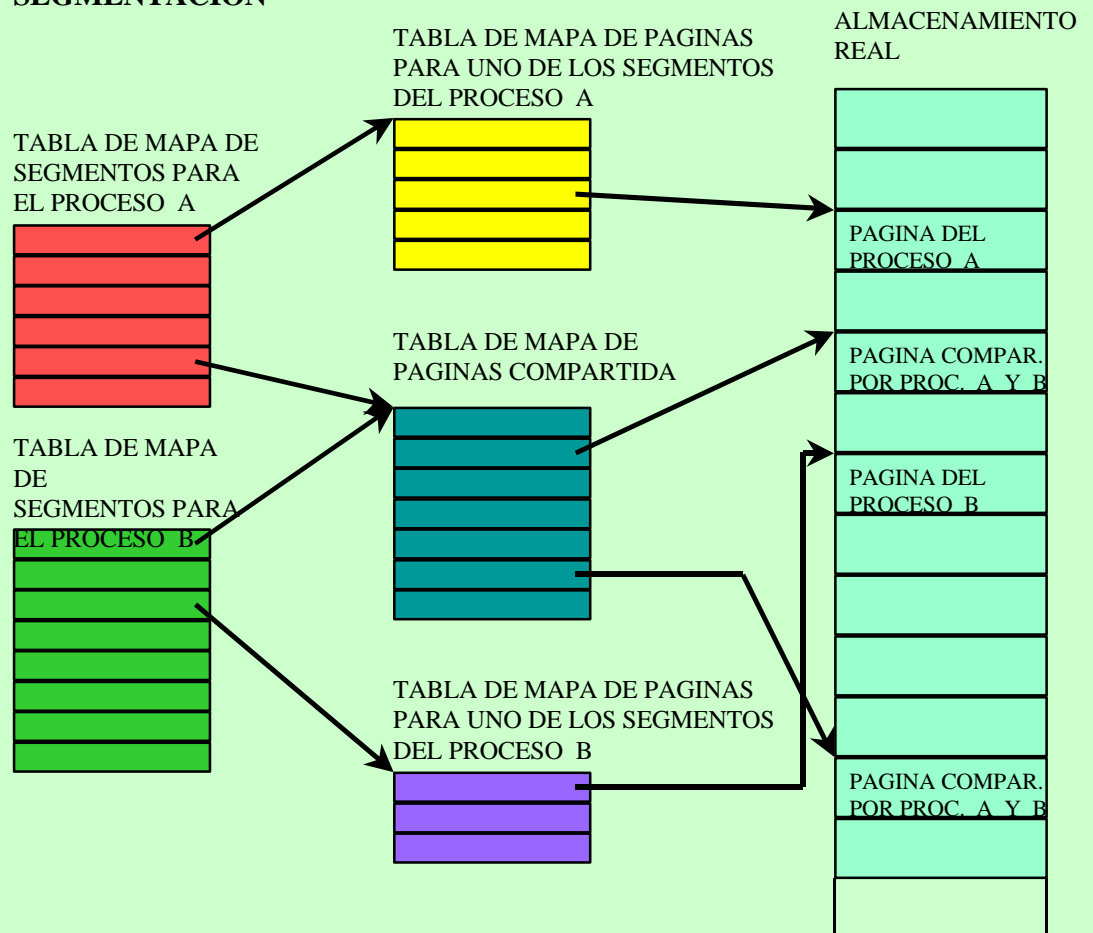 SEGMENTACION
TABLA DE MAPA DE PAGINAS
PARA UNO DE LOS SEGMENTOS
DEL PROCESO A
ALMACENAMIENTO
REAL
TABLA DE MAPA DE
SEGMENTOS PARA
EL PROCESO A
PAGINA DEL
PROCESO A
TABLA DE MAPA DE
PAGINAS COMPARTIDA
PAGINA COMPAR.
POR PROC. A Y B
TABLA DE MAPA
DE
SEGMENTOS PARA
EL PROCESO B
PAGINA DEL
PROCESO B
TABLA DE MAPA DE PAGINAS
PARA UNO DE LOS SEGMENTOS
DEL PROCESO B
PAGINA COMPAR.
POR PROC. A Y B